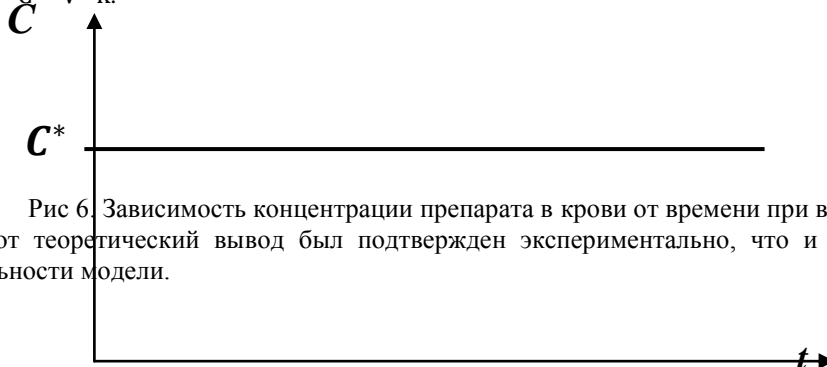 C
C*
Рис 6. Зависимость концентрации препарата в крови от времени при в
от теоретический вывод был подтвержден экспериментально, что и
ьности модели.
t